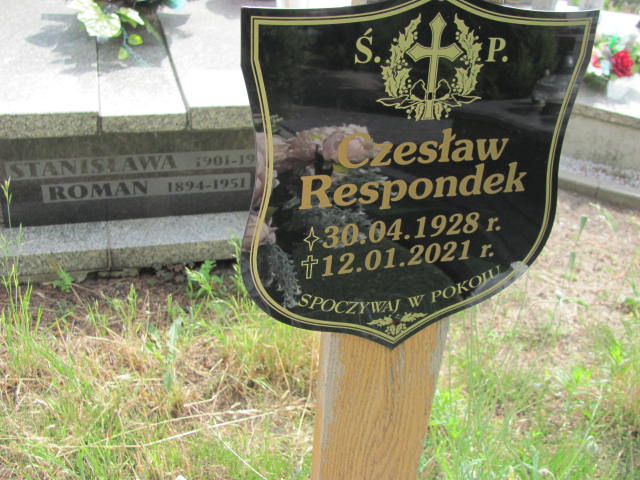 Ś. P.
Czesław
Respondek
30.04.1928 r.
12.01.2021 r.
SPOCZYWAJ W POKOJU
STANISŁAWA 1901-19
ROMAN 1894-1951